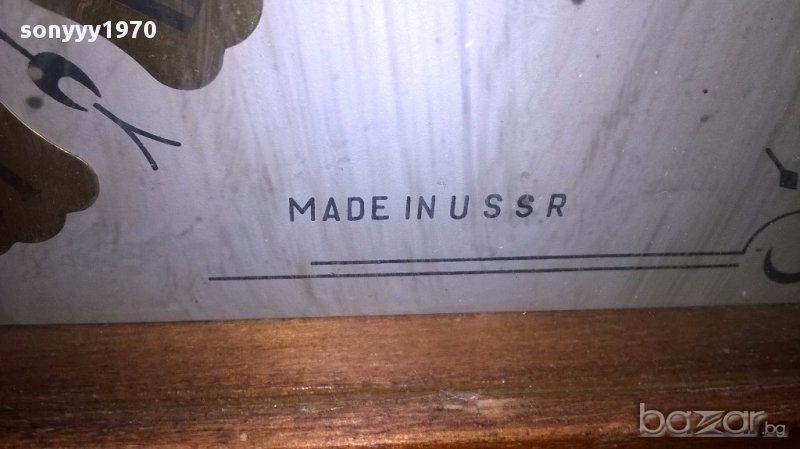 sonyyy1970
MADE IN U S S R
bazar.bg